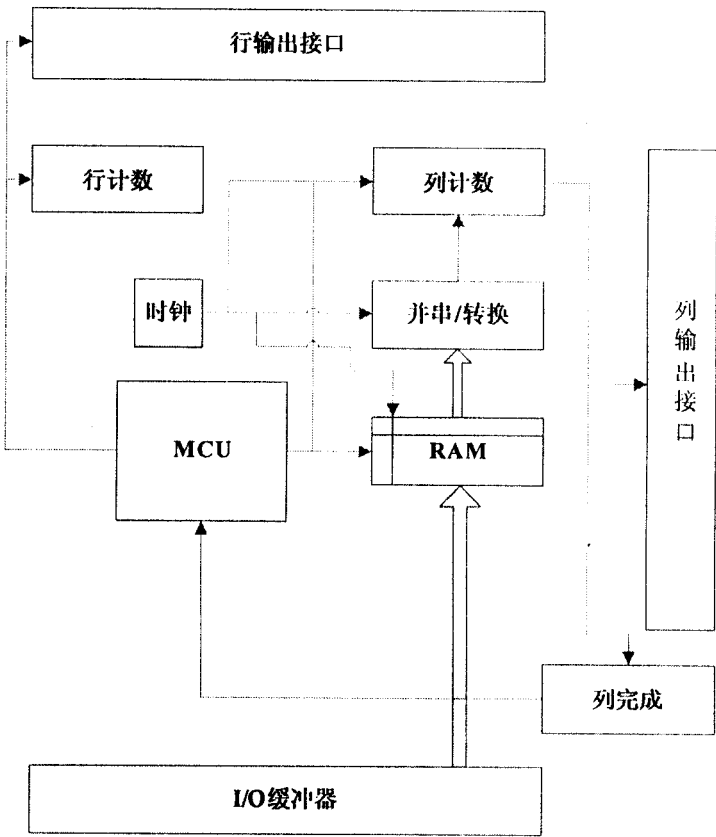 行输出接口
行计数
列计数
时钟
并串/转换
列输出接口
MCU
RAM
列完成
I/O缓冲器